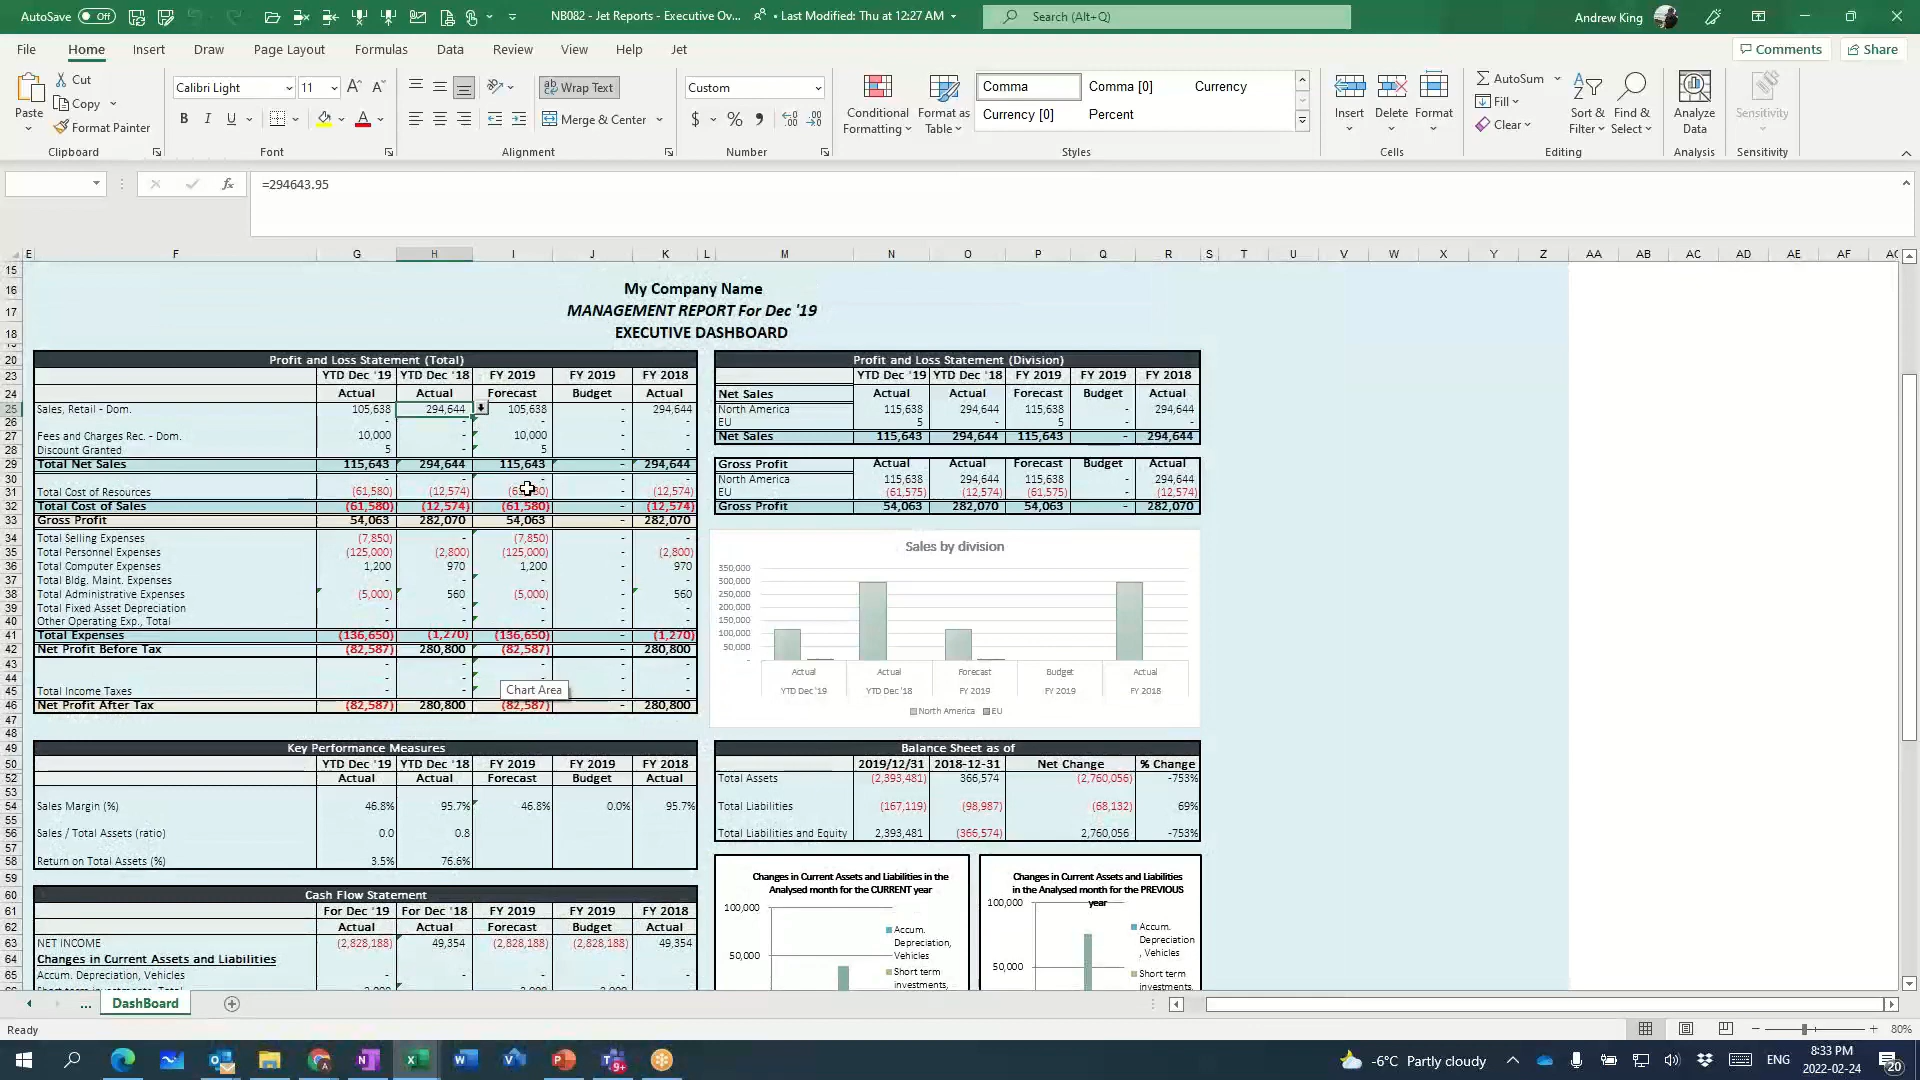 AutoSave Off NB082 - Jet Reports - Executive Ov... • Last Modified: Thu at 12:27 AM Search (Alt+Q) Andrew King
File Home Insert Draw Page Layout Formulas Data Review View Help Jet Comments Share
Paste Cut Copy Format Painter Clipboard
Calibri Light 11 B I U Font
Wrap Text Merge & Center Alignment
Custom $ % Number
Conditional Formatting Format as Table Comma Comma [0] Currency Currency [0] Percent Styles
Insert Delete Format Cells
AutoSum Fill Clear Sort & Filter Find & Select Editing
Analyze Data Analysis Sensitivity Sensitivity
fx =294643.95
E F G H I J K L M N O P Q R S T U V W X Y Z AA AB AC AD AE AF
My Company Name
MANAGEMENT REPORT For Dec '19
EXECUTIVE DASHBOARD
Profit and Loss Statement (Total)
YTD Dec '19 YTD Dec '18 FY 2019 FY 2019 FY 2018
Actual Actual Forecast Budget Actual
Sales, Retail - Dom. 105,638 294,644 105,638 - 294,644
Fees and Charges Rec. - Dom. 10,000 - 10,000 - -
Discount Granted 5 - 5 - -
Total Net Sales 115,643 294,644 115,643 - 294,644
Total Cost of Resources (61,580) (12,574) - (12,574)
Total Cost of Sales (61,580) (12,574) (61,580) - (12,574)
Gross Profit 54,063 282,070 54,063 - 282,070
Total Selling Expenses (7,850) - (7,850) - -
Total Personnel Expenses (125,000) (2,800) (125,000) - (2,800)
Total Computer Expenses 1,200 970 1,200 - 970
Total Bldg. Maint. Expenses - - - - -
Total Administrative Expenses (5,000) 560 (5,000) - 560
Total Fixed Asset Depreciation - - - - -
Other Operating Exp., Total - - - - -
Total Expenses (136,650) (1,270) (136,650) - (1,270)
Net Profit Before Tax (82,587) 280,800 (82,587) - 280,800
Total Income Taxes - - - - -
Chart Area
Net Profit After Tax (82,587) 280,800 (82,587) - 280,800
Profit and Loss Statement (Division)
YTD Dec '19 YTD Dec '18 FY 2019 FY 2019 FY 2018
Net Sales Actual Actual Forecast Budget Actual
North America 115,638 294,644 115,638 - 294,644
EU 5 - 5 - -
Net Sales 115,643 294,644 115,643 - 294,644
Gross Profit Actual Actual Forecast Budget Actual
North America 115,638 294,644 115,638 - 294,644
EU (61,575) (12,574) (61,575) - (12,574)
Gross Profit 54,063 282,070 54,063 - 282,070
Sales by division
350,000
300,000
250,000
200,000
150,000
100,000
50,000
-
Actual Actual Forecast Budget Actual
YTD Dec '19 YTD Dec '18 FY 2019 FY 2019 FY 2018
North America EU
Key Performance Measures
YTD Dec '19 YTD Dec '18 FY 2019 FY 2019 FY 2018
Actual Actual Forecast Budget Actual
Sales Margin (%) 46.8% 95.7% 46.8% 0.0% 95.7%
Sales / Total Assets (ratio) 0.0 0.8
Return on Total Assets (%) 3.5% 76.6%
Balance Sheet as of
2019/12/31 2018-12-31 Net Change % Change
Total Assets (2,393,481) 366,574 (2,760,056) -753%
Total Liabilities (167,119) (98,987) (68,132) 69%
Total Liabilities and Equity 2,393,481 (366,574) 2,760,056 -753%
Cash Flow Statement
For Dec '19 For Dec '18 FY 2019 FY 2019 FY 2018
Actual Actual Forecast Budget Actual
NET INCOME (2,828,188) 49,354 (2,828,188) (2,828,188) 49,354
Changes in Current Assets and Liabilities
Accum. Depreciation, Vehicles - - - - -
Changes in Current Assets and Liabilities in the
Analysed month for the CURRENT year
100,000
50,000
Accum.
Depreciation,
Vehicles
Short term
investments,
Changes in Current Assets and Liabilities
in the Analysed month for the PREVIOUS
year
100,000
50,000
Accum.
Depreciation
, Vehicles
Short term
investments,
... DashBoard
Ready 80%
-6°C Partly cloudy ENG 8:33 PM
2022-02-24 20